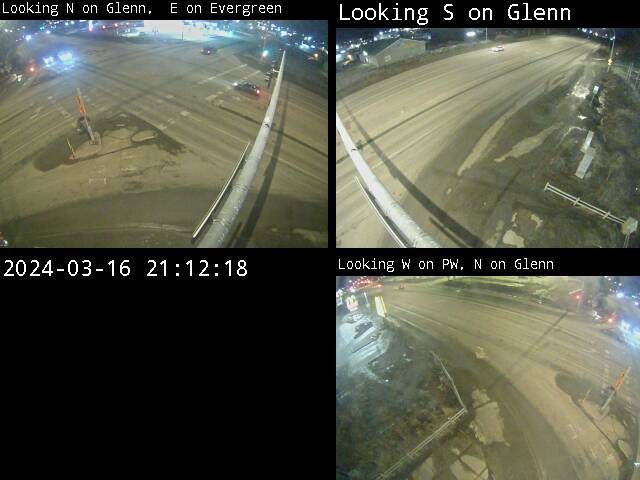 Looking N on Glenn,  E on Evergreen
Looking S on Glenn
2024-03-16 21:12:18
Looking W on PW, N on Glenn